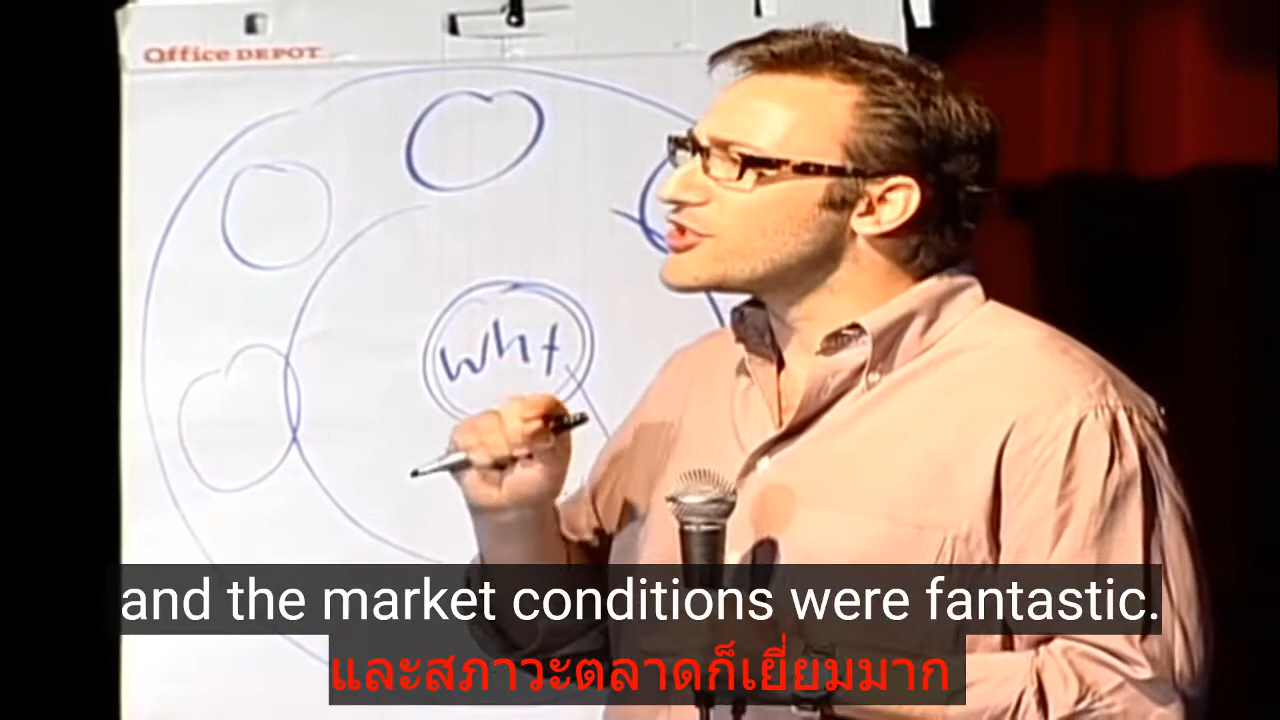 Office DEPOT
why
and the market conditions were fantastic.
และสภาวะตลาดก็เยี่ยมมาก